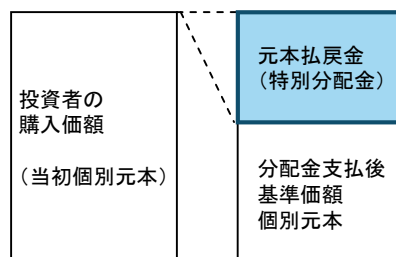 投資者の
購入価額
(当初個別元本)
元本払戻金
(特別分配金)
分配金支払後
基準価額
個別元本